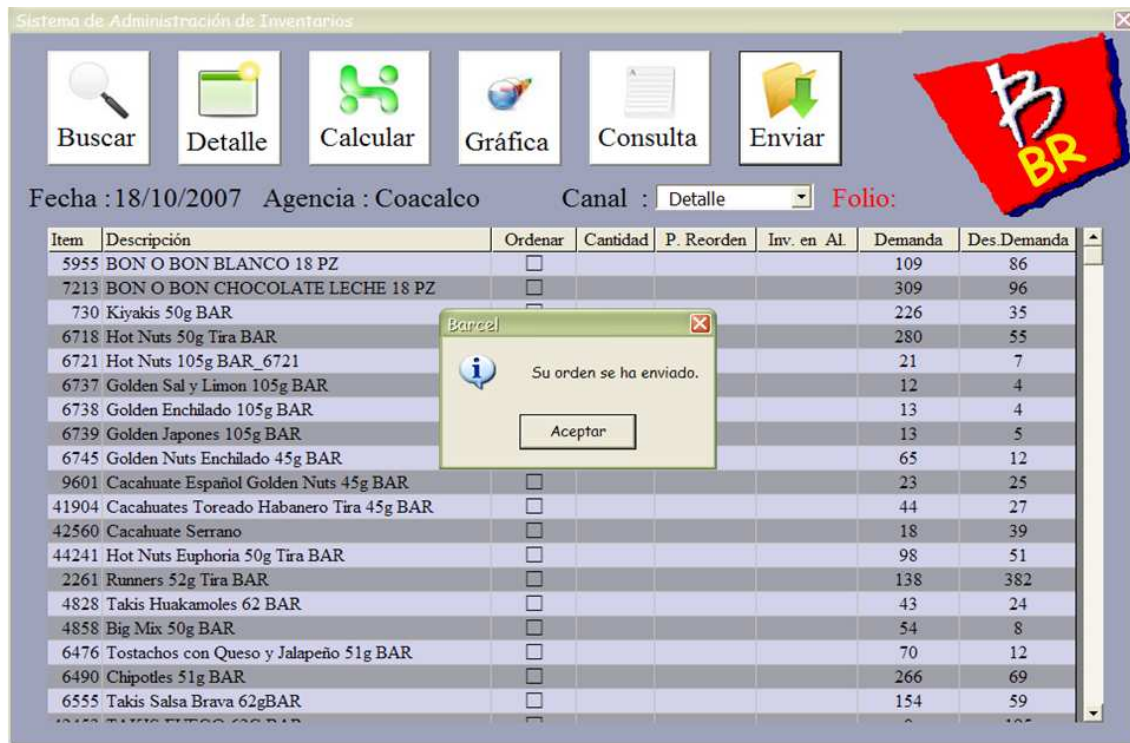 Sistema de Administración de Inventarios
Buscar Detalle Calcular Gráfica Consulta Enviar
B
BR
Fecha :18/10/2007 Agencia : Coacalco Canal : Detalle Folio:
Item Descripción Ordenar Cantidad P. Reorden Inv. en Al. Demanda Des.Demanda
5955 BON O BON BLANCO 18 PZ 109 86
7213 BON O BON CHOCOLATE LECHE 18 PZ 309 96
730 Kiyakis 50g BAR 226 35
6718 Hot Nuts 50g Tira BAR 280 55
6721 Hot Nuts 105g BAR_6721 21 7
6737 Golden Sal y Limon 105g BAR 12 4
6738 Golden Enchilado 105g BAR 13 4
6739 Golden Japones 105g BAR 13 5
6745 Golden Nuts Enchilado 45g BAR 65 12
9601 Cacahuate Español Golden Nuts 45g BAR 23 25
41904 Cacahuates Toreado Habanero Tira 45g BAR 44 27
42560 Cacahuate Serrano 18 39
44241 Hot Nuts Euphoria 50g Tira BAR 98 51
2261 Runners 52g Tira BAR 138 382
4828 Takis Huakamoles 62 BAR 43 24
4858 Big Mix 50g BAR 54 8
6476 Tostachos con Queso y Jalapeño 51g BAR 70 12
6490 Chipotles 51g BAR 266 69
6555 Takis Salsa Brava 62gBAR 154 59
Barcel
Su orden se ha enviado.
Aceptar